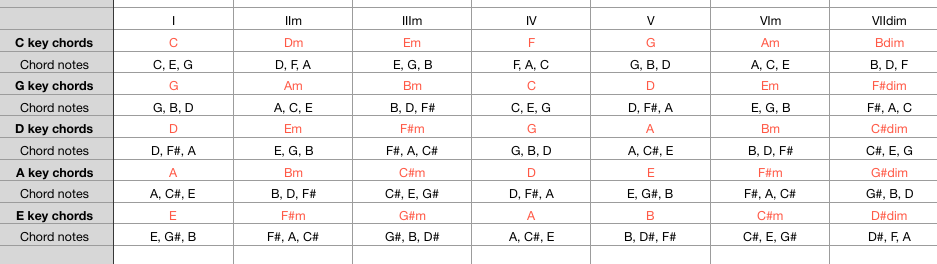 I IIm IIIm IV V VIm VIIdim
C key chords C Dm Em F G Am Bdim
Chord notes C, E, G D, F, A E, G, B F, A, C G, B, D A, C, E B, D, F
G key chords G Am Bm C D Em F#dim
Chord notes G, B, D A, C, E B, D, F# C, E, G D, F#, A E, G, B F#, A, C
D key chords D Em F#m G A Bm C#dim
Chord notes D, F#, A E, G, B F#, A, C# G, B, D A, C#, E B, D, F# C#, E, G
A key chords A Bm C#m D E F#m G#dim
Chord notes A, C#, E B, D, F# C#, E, G# D, F#, A E, G#, B F#, A, C# G#, B, D
E key chords E F#m G#m A B C#m D#dim
Chord notes E, G#, B F#, A, C# G#, B, D# A, C#, E B, D#, F# C#, E, G# D#, F, A